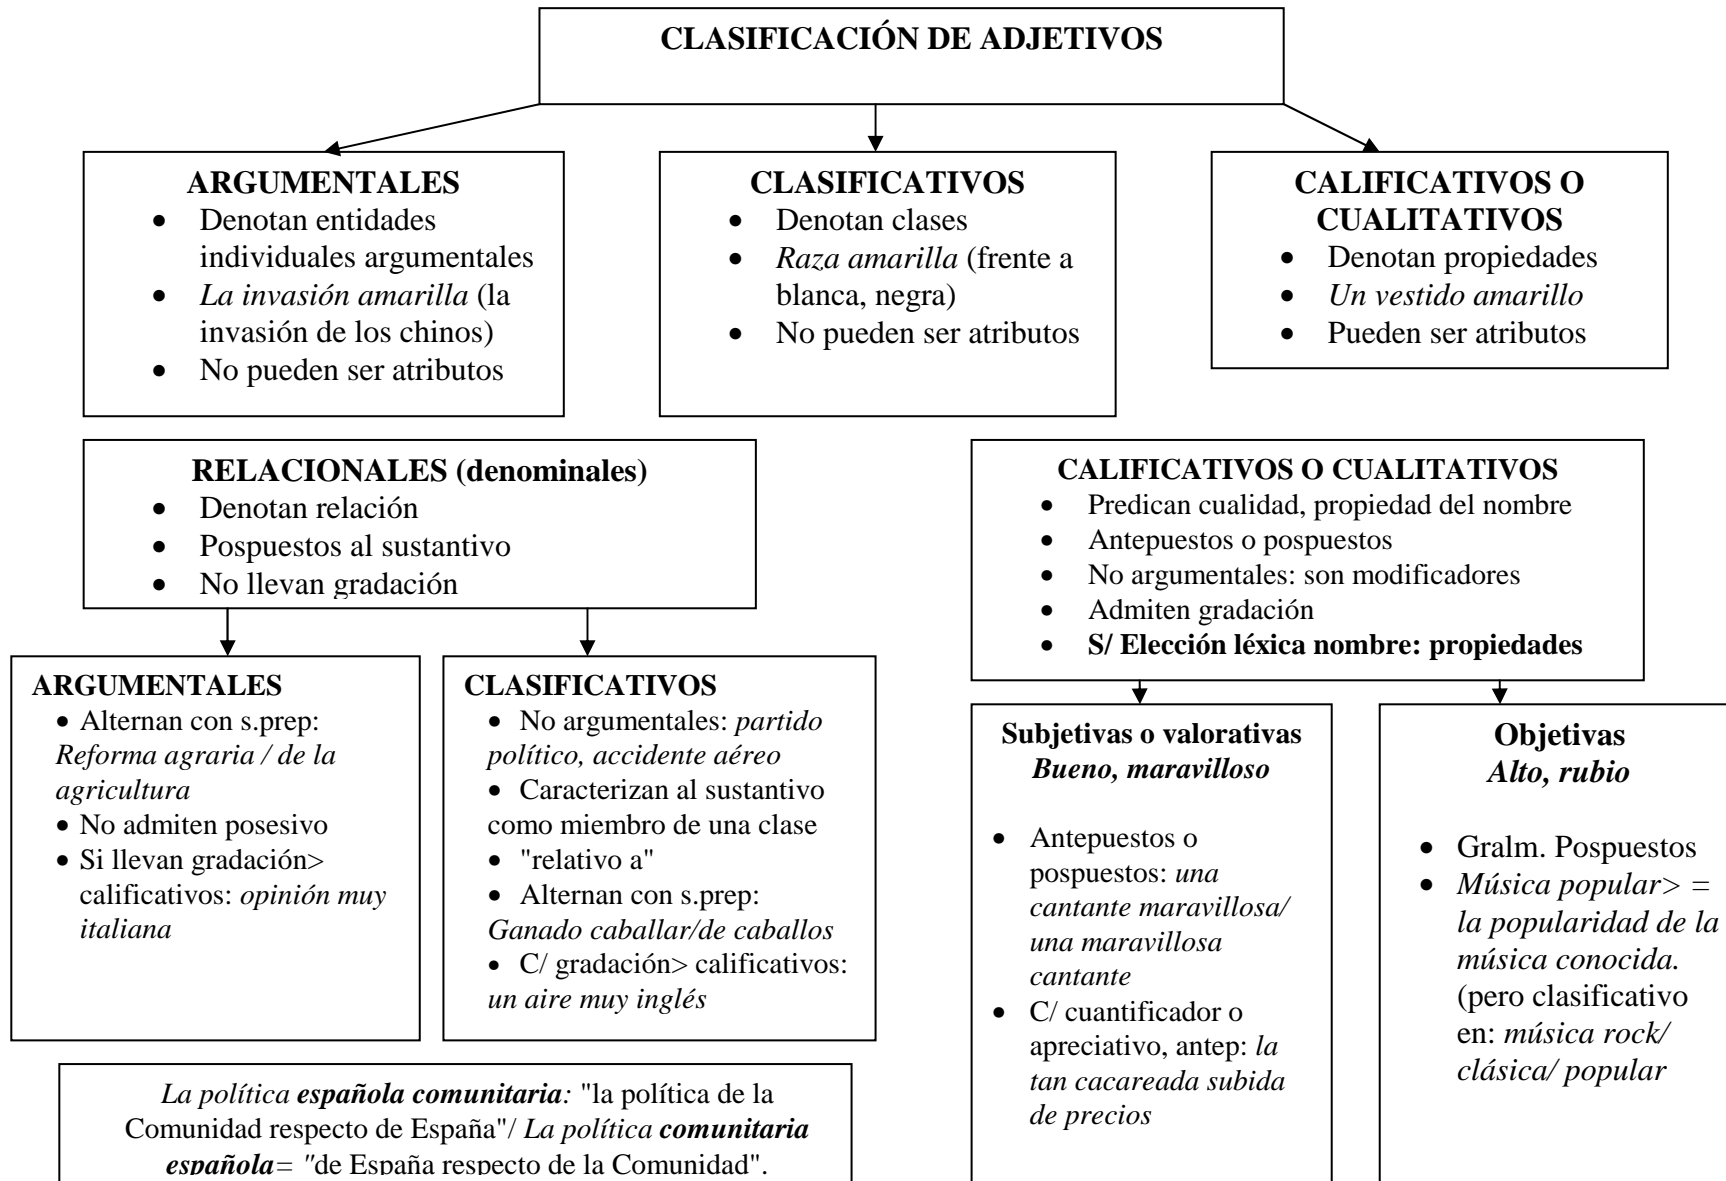 CLASIFICACIÓN DE ADJETIVOS
ARGUMENTALES
• Denotan entidades
individuales argumentales
• La invasión amarilla (la
invasión de los chinos)
• No pueden ser atributos
CLASIFICATIVOS
• Denotan clases
• Raza amarilla (frente a
blanca, negra)
• No pueden ser atributos
CALIFICATIVOS O
CUALITATIVOS
• Denotan propiedades
• Un vestido amarillo
• Pueden ser atributos
RELACIONALES (denominales)
• Denotan relación
• Pospuestos al sustantivo
• No llevan gradación
CALIFICATIVOS O CUALITATIVOS
• Predican cualidad, propiedad del nombre
• Antepuestos o pospuestos
• No argumentales: son modificadores
• Admiten gradación
• S/ Elección léxica nombre: propiedades
ARGUMENTALES
• Alternan con s.prep:
Reforma agraria / de la
agricultura
• No admiten posesivo
• Si llevan gradación>
calificativos: opinión muy
italiana
CLASIFICATIVOS
• No argumentales: partido
político, accidente aéreo
• Caracterizan al sustantivo
como miembro de una clase
• "relativo a"
• Alternan con s.prep:
Ganado caballar/de caballos
• C/ gradación> calificativos:
un aire muy inglés
Subjetivas o valorativas
Bueno, maravilloso
• Antepuestos o
pospuestos: una
cantante maravillosa/
una maravillosa
cantante
• C/ cuantificador o
apreciativo, antep: la
tan cacareada subida
de precios
Objetivas
Alto, rubio
• Gralm. Pospuestos
• Música popular> =
la popularidad de la
música conocida.
(pero clasificativo
en: música rock/
clásica/ popular
La política española comunitaria: "la política de la
Comunidad respecto de España"/ La política comunitaria
española= "de España respecto de la Comunidad".